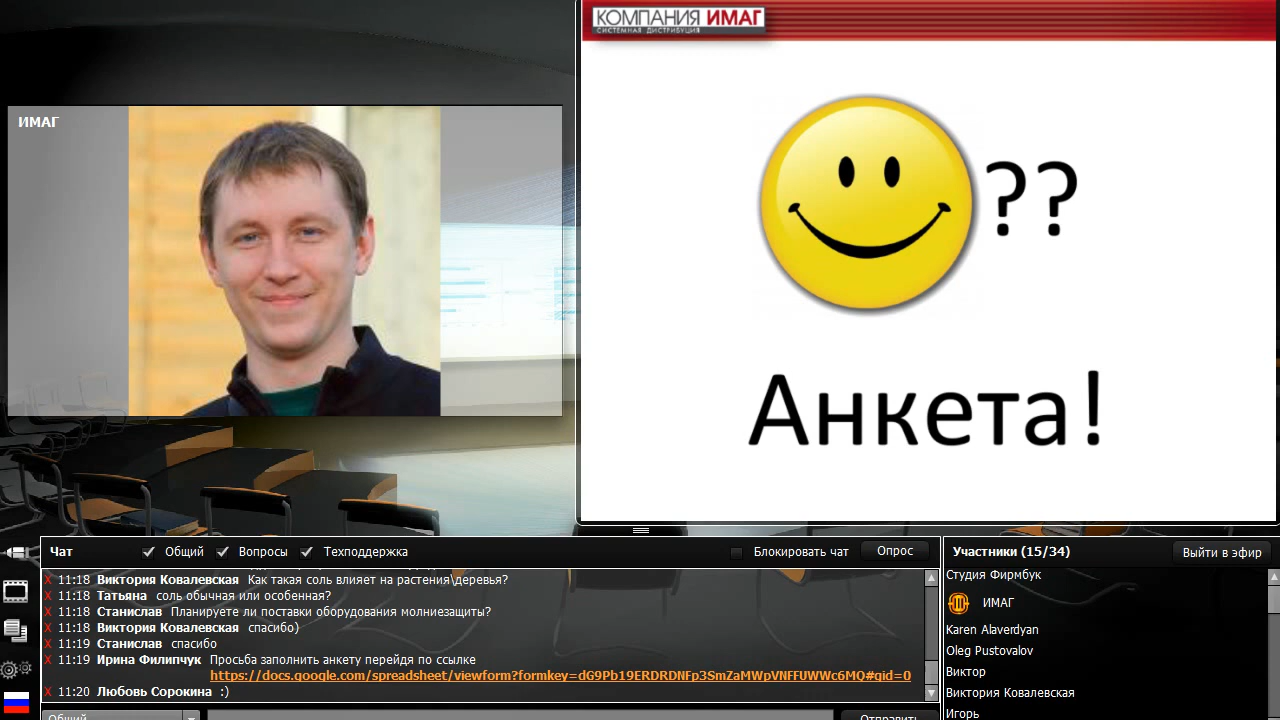 КОМПАНИЯ ИМАГ
СИСТЕМНАЯ ДИСТРИБУЦИЯ
ИМАГ
??
Анкета!
Чат
Общий
Вопросы
Техподдержка
Блокировать чат
Опрос
X 11:18 Виктория Ковалевская Как такая соль влияет на растения\деревья?
X 11:18 Татьяна соль обычная или особенная?
X 11:18 Станислав Планируете ли поставки оборудования молниезащиты?
X 11:18 Виктория Ковалевская спасибо)
X 11:19 Станислав спасибо
X 11:19 Ирина Филипчук Просьба заполнить анкету перейдя по ссылке
https://docs.google.com/spreadsheet/viewform?formkey=dG9Pb19ERDRDNFp3SmZaMWpVNFFUWWc6MQ#gid=0
X 11:20 Любовь Сорокина :)
Общий
Отправить
Участники (15/34)
Выйти в эфир
Студия Фирмбук
ИМАГ
Karen Alaverdyan
Oleg Pustovalov
Виктор
Виктория Ковалевская
Игорь